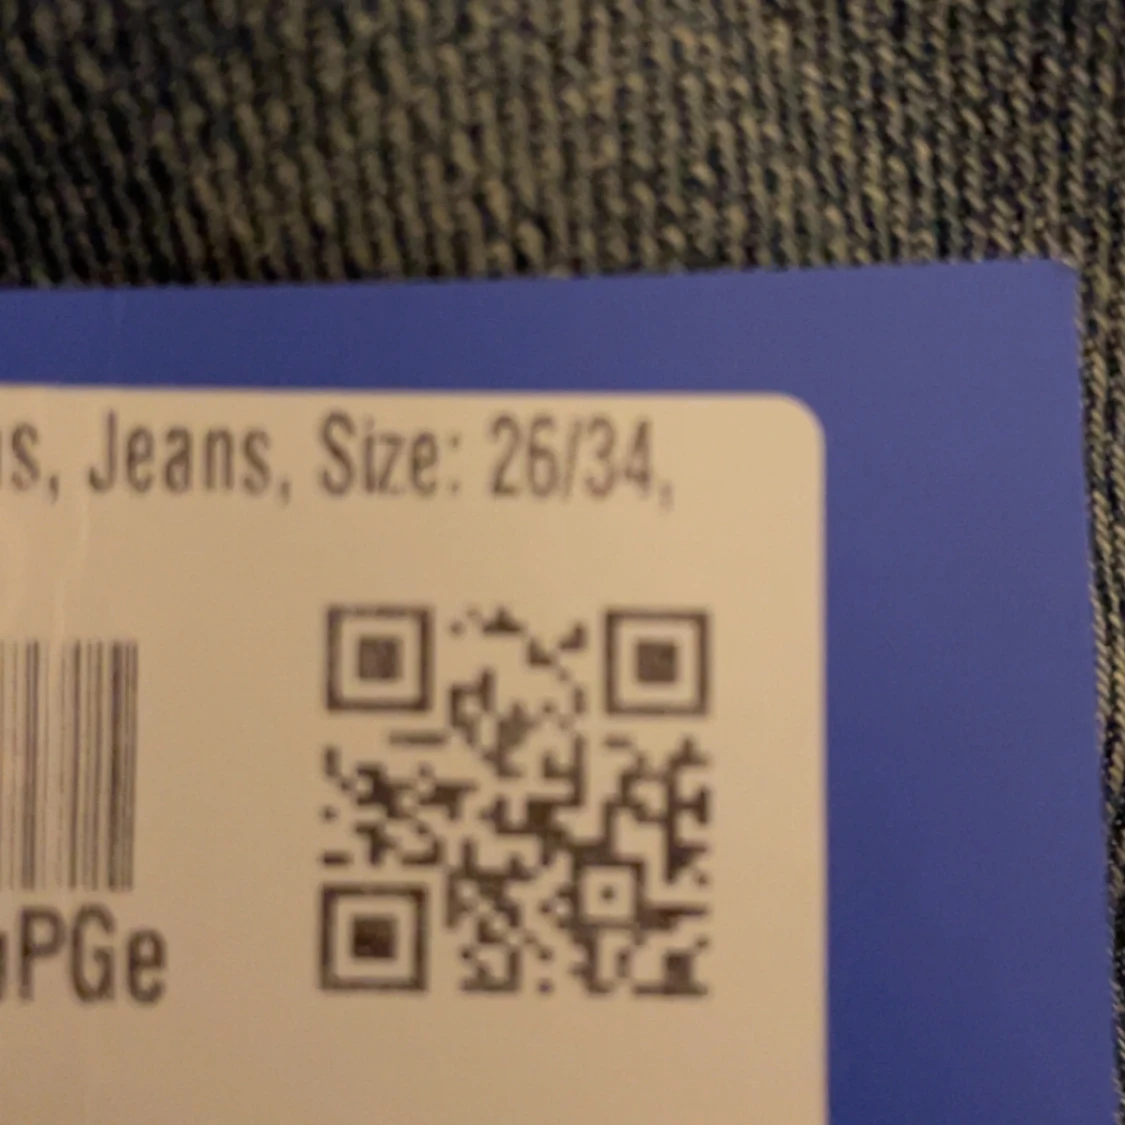 s, Jeans, Size: 26/34,
PGe